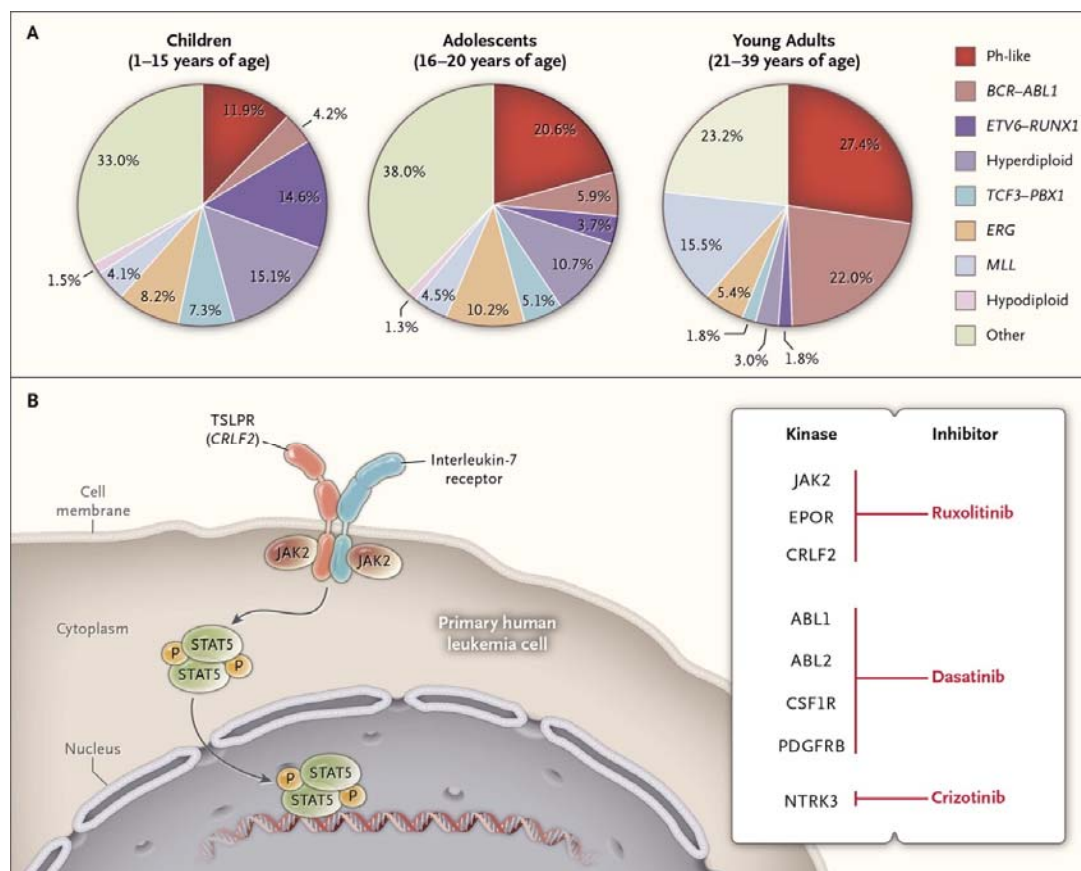 A
Children
(1–15 years of age)
Adolescents
(16–20 years of age)
Young Adults
(21–39 years of age)
11.9%
4.2%
14.6%
15.1%
7.3%
8.2%
4.1%
1.5%
33.0%
20.6%
5.9%
3.7%
10.7%
5.1%
10.2%
4.5%
1.3%
38.0%
27.4%
22.0%
1.8%
3.0%
1.8%
5.4%
15.5%
23.2%
Ph-like
BCR–ABL1
ETV6–RUNX1
Hyperdiploid
TCF3–PBX1
ERG
MLL
Hypodiploid
Other
B
TSLPR
(CRLF2)
Interleukin-7
receptor
Cell
membrane
JAK2
JAK2
Cytoplasm
Primary human
leukemia cell
P
STAT5
STAT5
P
Nucleus
P
STAT5
STAT5
P
Kinase
Inhibitor
JAK2
EPOR
CRLF2
Ruxolitinib
ABL1
ABL2
CSF1R
PDGFRB
Dasatinib
NTRK3
Crizotinib